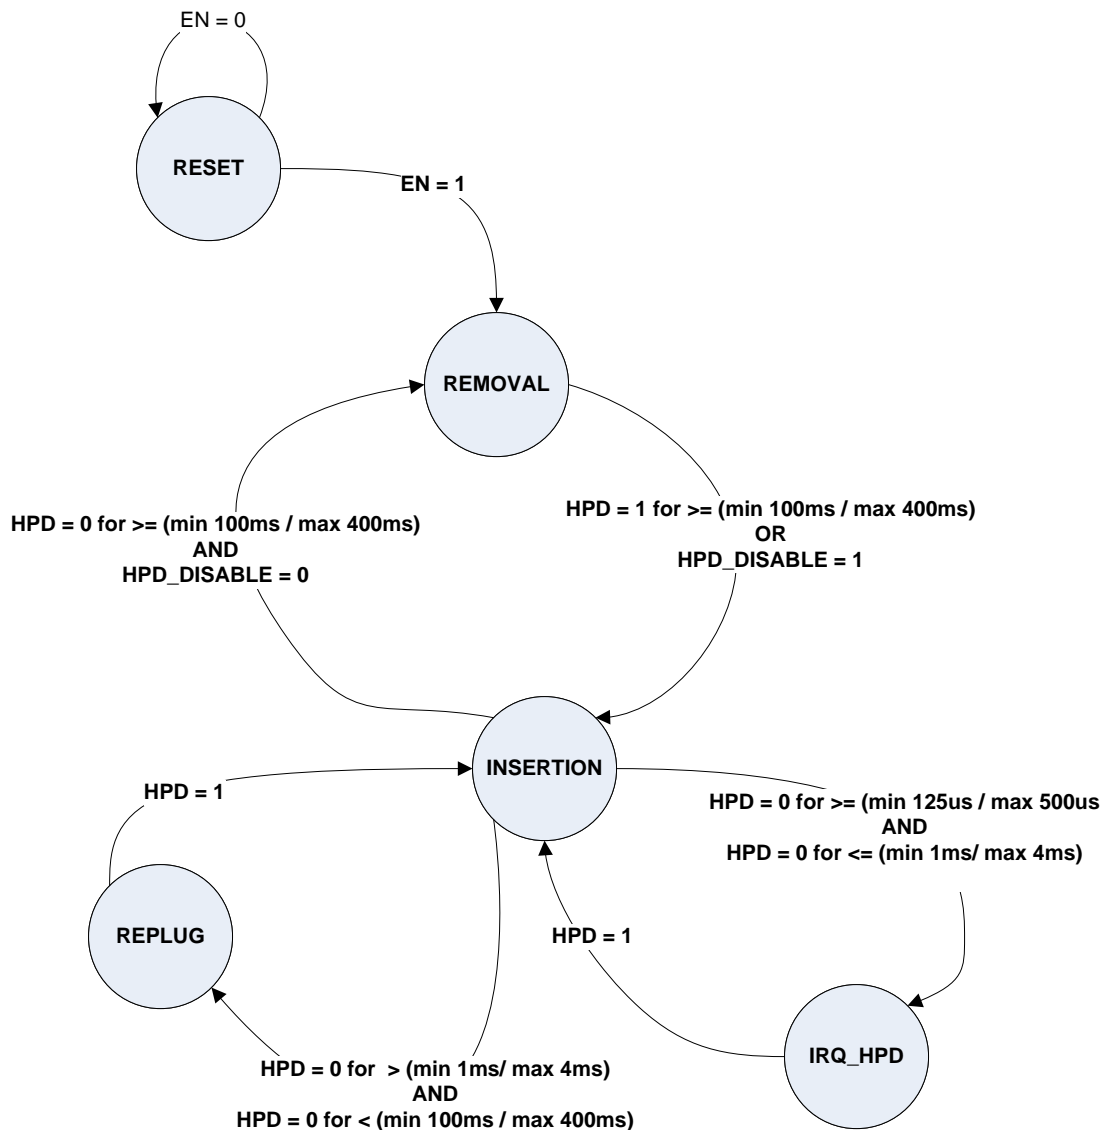 EN = 0
RESET
EN = 1
REMOVAL
HPD = 0 for >= (min 100ms / max 400ms)
AND
HPD_DISABLE = 0
HPD = 1 for >= (min 100ms / max 400ms)
OR
HPD_DISABLE = 1
INSERTION
HPD = 1
HPD = 0 for >= (min 125us / max 500us
AND
HPD = 0 for <= (min 1ms/ max 4ms)
REPLUG
HPD = 1
IRQ_HPD
HPD = 0 for  > (min 1ms/ max 4ms)
AND
HPD = 0 for < (min 100ms / max 400ms)